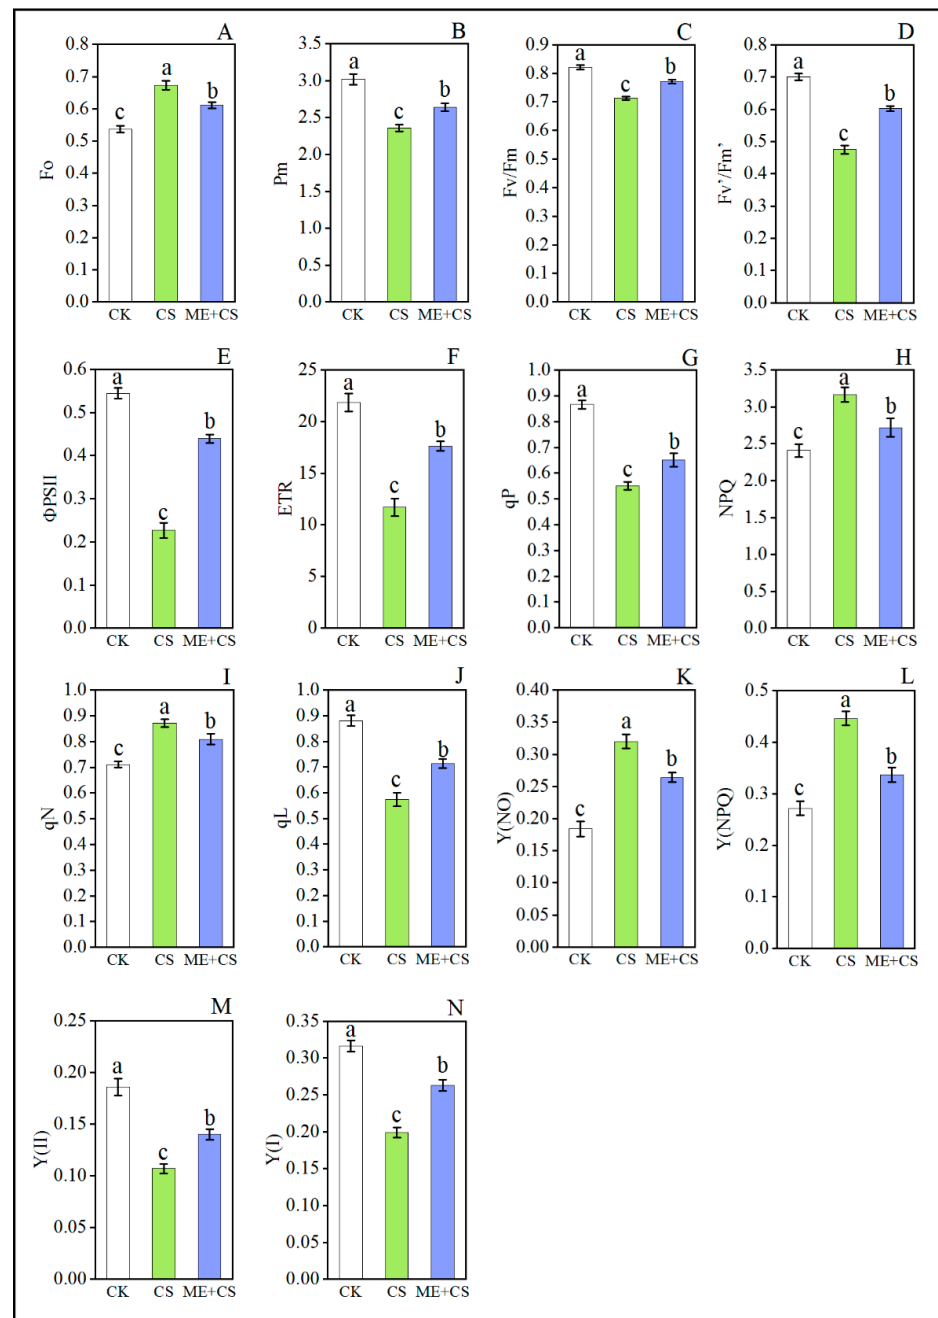 A
0.8
0.7
0.6
0.5
0.4
0.3
0.2
0.1
0.0
Fo
c
a
b
CK CS ME+CS
B
3.5
3.0
2.5
2.0
1.5
1.0
0.5
0.0
Pm
a
c
b
CK CS ME+CS
C
0.9
0.8
0.7
0.6
0.5
0.4
0.3
0.2
0.1
0.0
Fv/Fm
a
c
b
CK CS ME+CS
D
0.8
0.7
0.6
0.5
0.4
0.3
0.2
0.1
0.0
Fv'/Fm'
a
c
b
CK CS ME+CS
E
0.6
0.5
0.4
0.3
0.2
0.1
0.0
ΦPSII
a
c
b
CK CS ME+CS
F
25
20
15
10
5
0
ETR
a
c
b
CK CS ME+CS
G
1.0
0.9
0.8
0.7
0.6
0.5
0.4
0.3
0.2
0.1
0.0
qP
a
c
b
CK CS ME+CS
H
3.5
3.0
2.5
2.0
1.5
1.0
0.5
0.0
NPQ
c
a
b
CK CS ME+CS
I
1.0
0.9
0.8
0.7
0.6
0.5
0.4
0.3
0.2
0.1
0.0
qN
c
a
b
CK CS ME+CS
J
1.0
0.9
0.8
0.7
0.6
0.5
0.4
0.3
0.2
0.1
0.0
qL
a
c
b
CK CS ME+CS
K
0.40
0.35
0.30
0.25
0.20
0.15
0.10
0.05
0.00
Y(NO)
c
a
b
CK CS ME+CS
L
0.5
0.4
0.3
0.2
0.1
0.0
Y(NPQ)
c
a
b
CK CS ME+CS
M
0.25
0.20
0.15
0.10
0.05
0.00
Y(II)
a
c
b
CK CS ME+CS
N
0.35
0.30
0.25
0.20
0.15
0.10
0.05
0.00
Y(I)
a
c
b
CK CS ME+CS